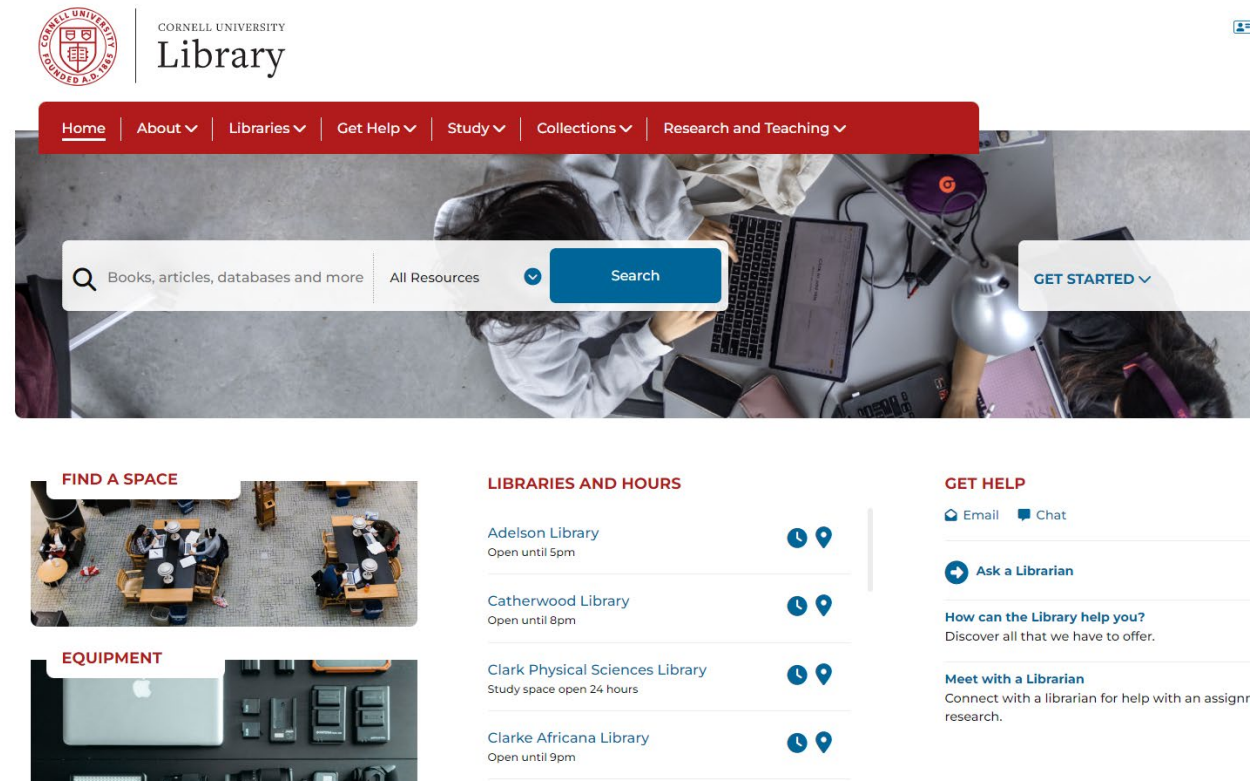 CORNELL UNIVERSITY
Library
CORNELL UNIVERSITY
FOUNDED A.D. 1865
Home
About
Libraries
Get Help
Study
Collections
Research and Teaching
Books, articles, databases and more
All Resources
Search
GET STARTED
FIND A SPACE
EQUIPMENT
LIBRARIES AND HOURS
Adelson Library
Open until 5pm
Catherwood Library
Open until 8pm
Clark Physical Sciences Library
Study space open 24 hours
Clarke Africana Library
Open until 9pm
GET HELP
Email
Chat
Ask a Librarian
How can the Library help you?
Discover all that we have to offer.
Meet with a Librarian
Connect with a librarian for help with an
research.